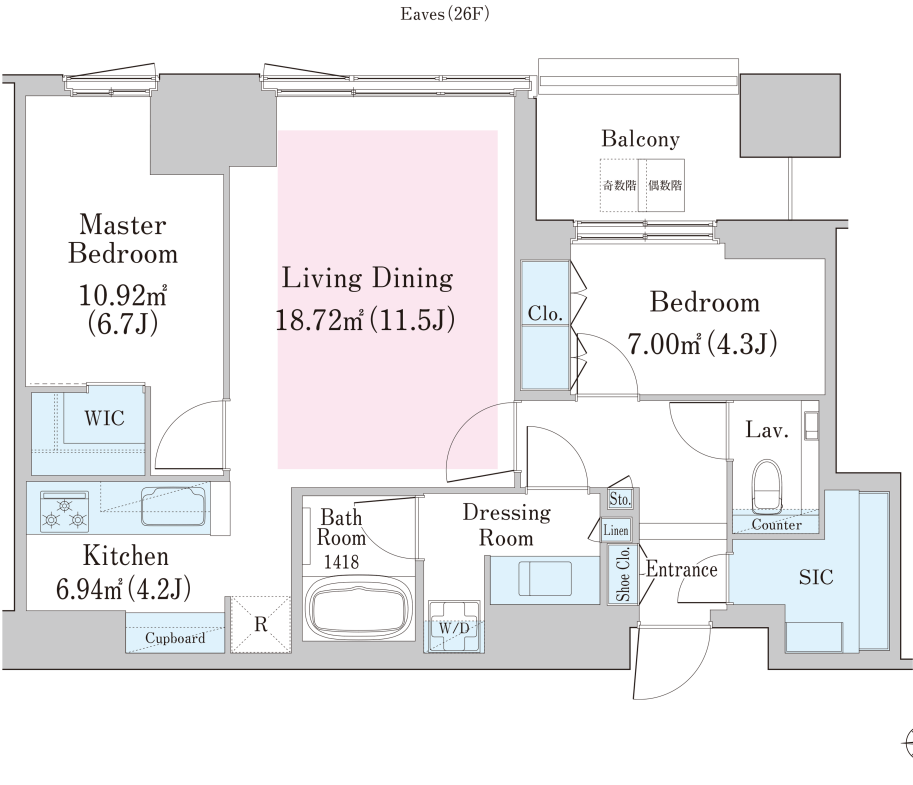 Eaves(26F)
Balcony
奇数階 偶数階
Master
Bedroom
10.92㎡
(6.7J)
Living Dining
18.72㎡(11.5J)
Clo.
Bedroom
7.00㎡(4.3J)
WIC
Lav.
Counter
Sto.
Linen
Bath
Room
1418
Dressing
Room
Kitchen
6.94㎡(4.2J)
Shoe Clo.
Entrance
SIC
Cupboard
R
W/D